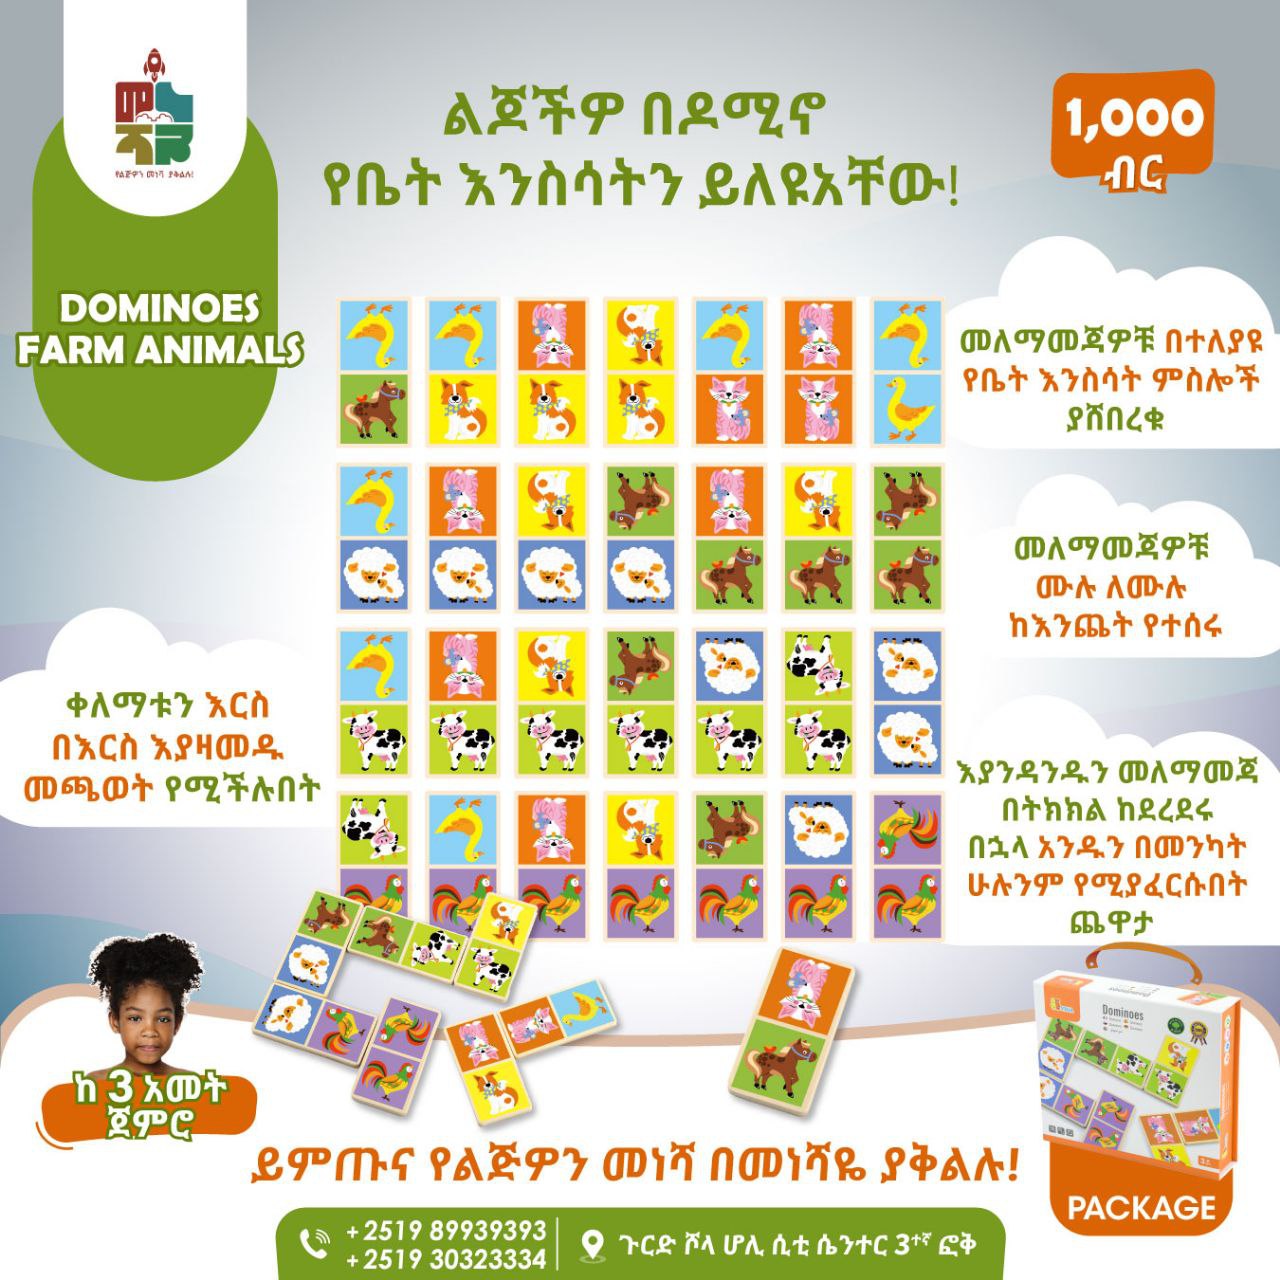 መነሻዬ
የልጅዎን መነሻ ያቅልሉ!
DOMINOES
FARM ANIMALS
ልጆችዎ በዶሚኖ
የቤት እንስሳትን ይለዩአቸው!
1,000
ብር
መለማመጃዎቹ በተለያዩ
የቤት እንስሳት ምስሎች
ያሸበረቁ
መለማመጃዎቹ
ሙሉ ለሙሉ
ከእንጨት የተሰሩ
ቀለማቱን እርስ
በእርስ እያዛመዱ
መጫወት የሚችሉበት
እያንዳንዱን መለማመጃ
በትክክል ከደረደሩ
በኋላ አንዱን በመንካት
ሁሉንም የሚያፈርሱበት
ጨዋታ
ከ 3 አመት
ጀምሮ
Dominoes
ይምጡና የልጅዎን መነሻ በመነሻዬ ያቅልሉ!
PACKAGE
+2519 89939393
+2519 30323334
ጉርድ ሾላ ሆሊ ሲቲ ሴንተር 3ተኛ ፎቅ